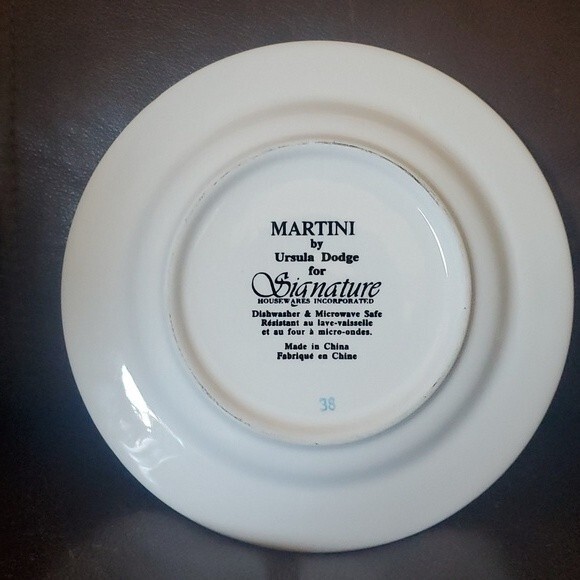 MARTINI
by
Ursula Dodge
for
Signature
HOUSEWARES INCORPORATED
Dishwasher & Microwave Safe
Résistant au lave-vaisselle
et au four à micro-ondes.
Made in China
Fabriqué en Chine
38